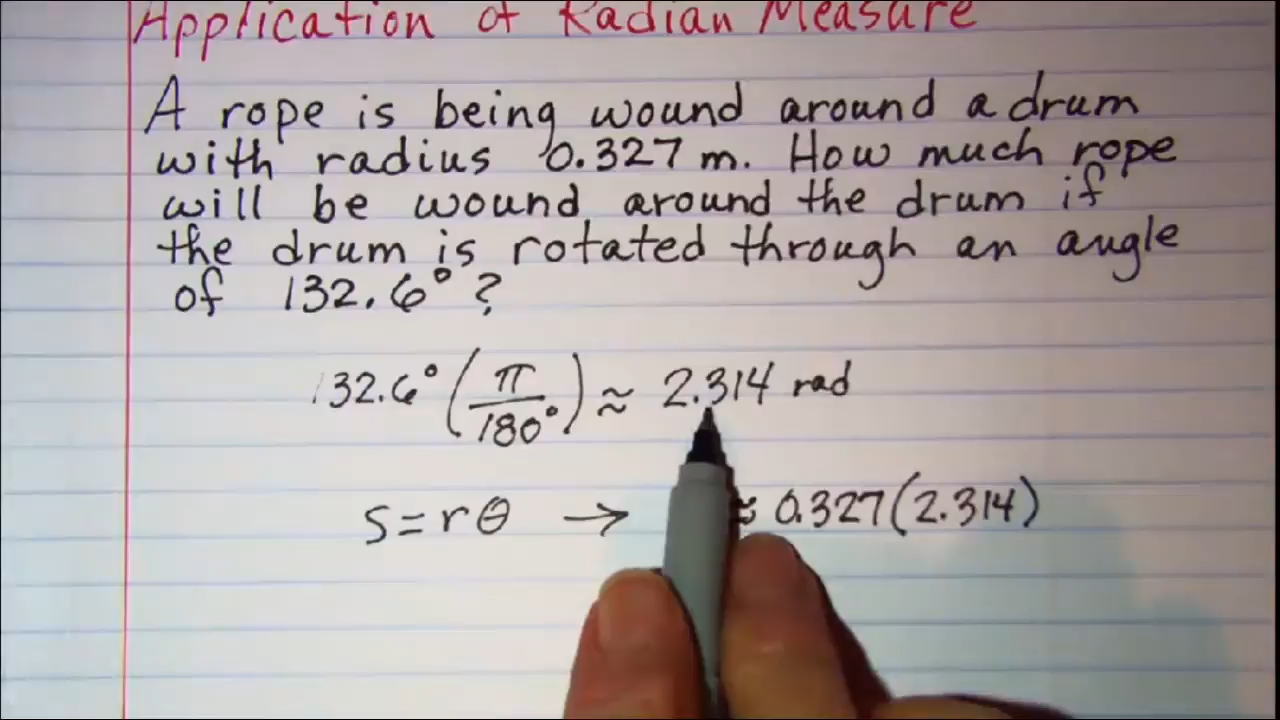 Application of Radian Measure
A rope is being wound around a drum
with radius 0.327 m. How much rope
will be wound around the drum if
the drum is rotated through an angle
of 132.6° ?
132.6° (π/180°) ≈ 2.314 rad
s = rθ → ≈ 0.327(2.314)